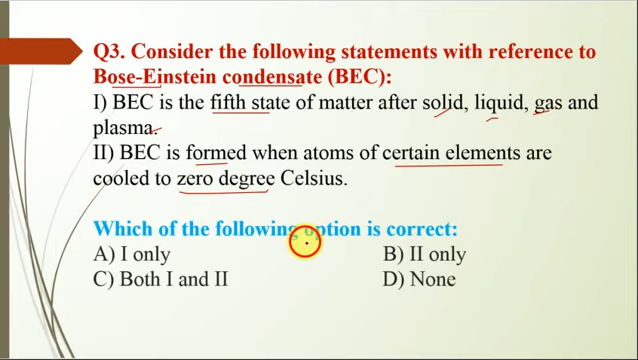 Q3. Consider the following statements with reference to
Bose-Einstein condensate (BEC):
I) BEC is the fifth state of matter after solid, liquid, gas and
plasma.
II) BEC is formed when atoms of certain elements are
cooled to zero degree Celsius.
Which of the following option is correct:
A) I only
B) II only
C) Both I and II
D) None